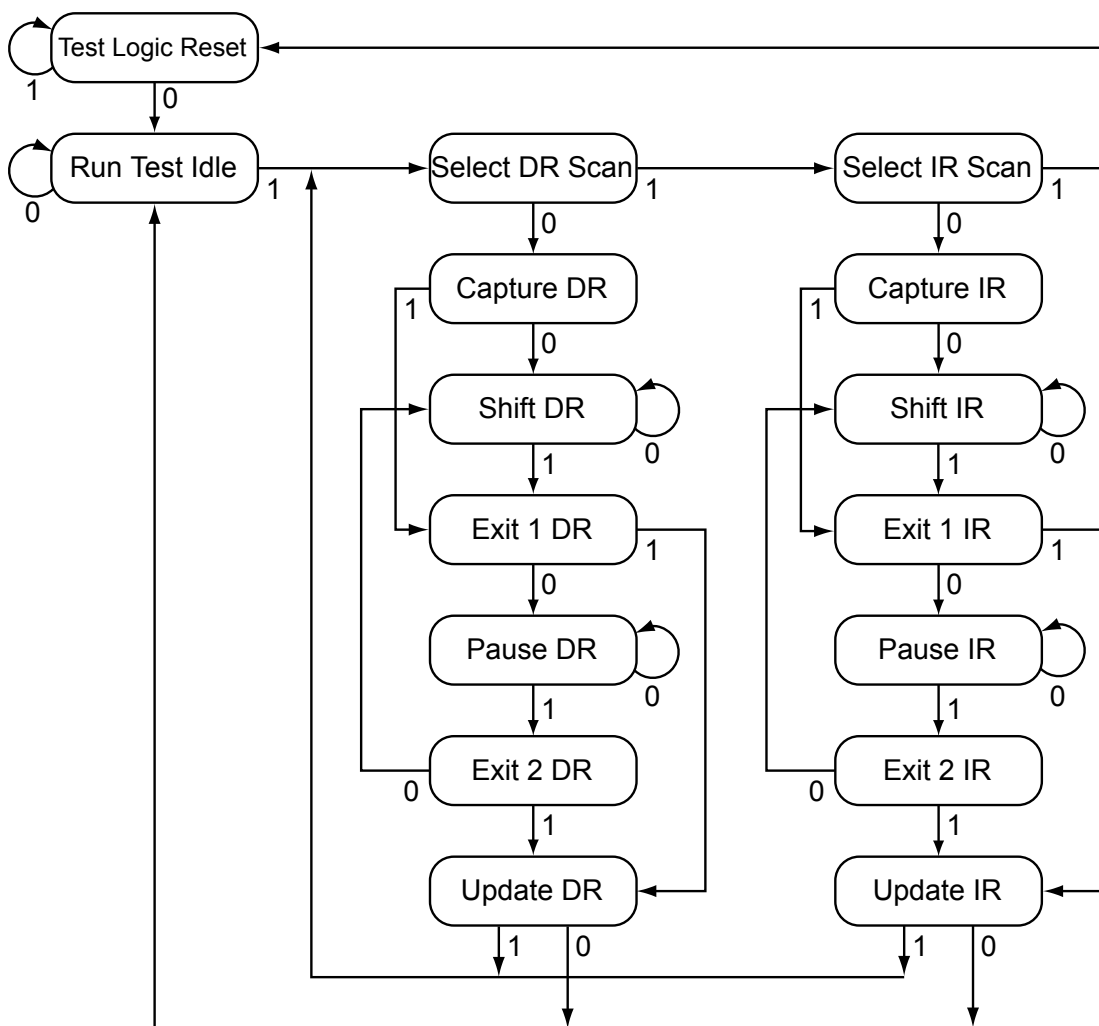 Test Logic Reset
1
0
Run Test Idle
0
1
Select DR Scan
1
0
Select IR Scan
1
0
Capture DR
1
0
Capture IR
1
0
Shift DR
0
1
Shift IR
0
1
Exit 1 DR
1
0
Exit 1 IR
1
0
Pause DR
0
1
Pause IR
0
1
Exit 2 DR
0
1
Exit 2 IR
0
1
Update DR
1
0
Update IR
1
0